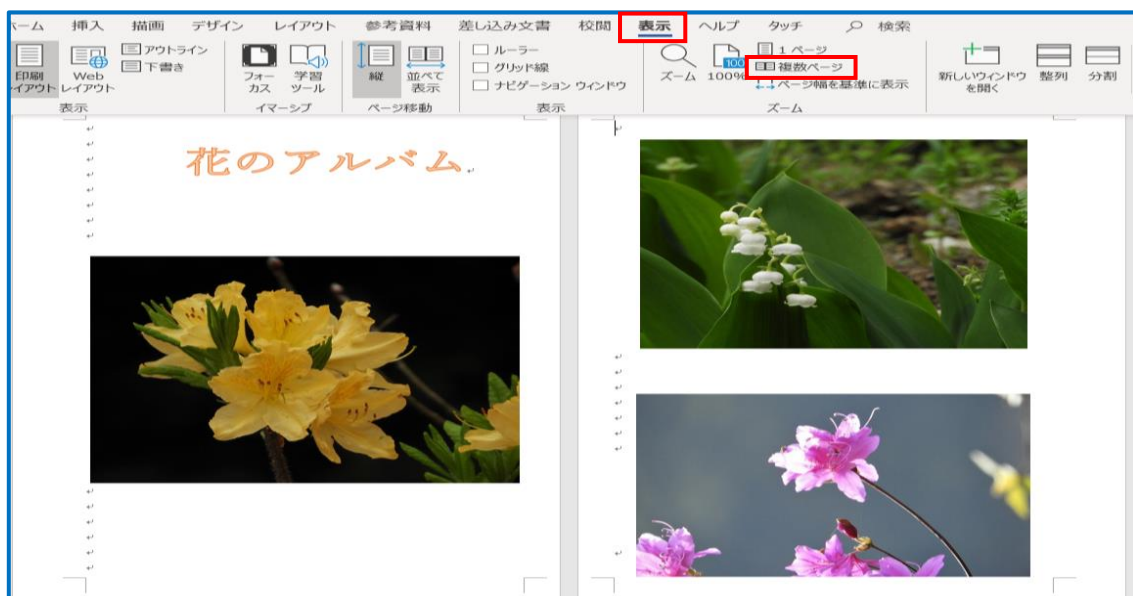 ーム 挿入 描画 デザイン レイアウト 参考資料 差し込み文書 校閲 表示 ヘルプ タッチ 検索
印刷
イアウト
Web
レイアウト
アウトライン
下書き
表示
フォー
カス
学習
ツール
イマーシブ
縦
並べて
表示
ページ移動
ルーラー
グリッド線
ナビゲーション ウィンドウ
表示
ズーム
100
100%
1 ページ
複数ページ
ページ幅を基準に表示
ズーム
新しいウィンドウ
を開く
整列
分割
花のアルバム